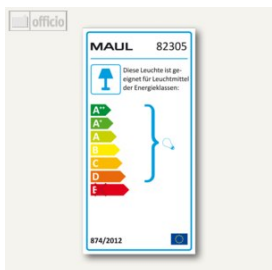 officio
MAUL 82305
Diese Leuchte ist ge-
eignet für Leuchtmittel
der Energieklassen:
A++
A+
A
B
C
D
E
874/2012